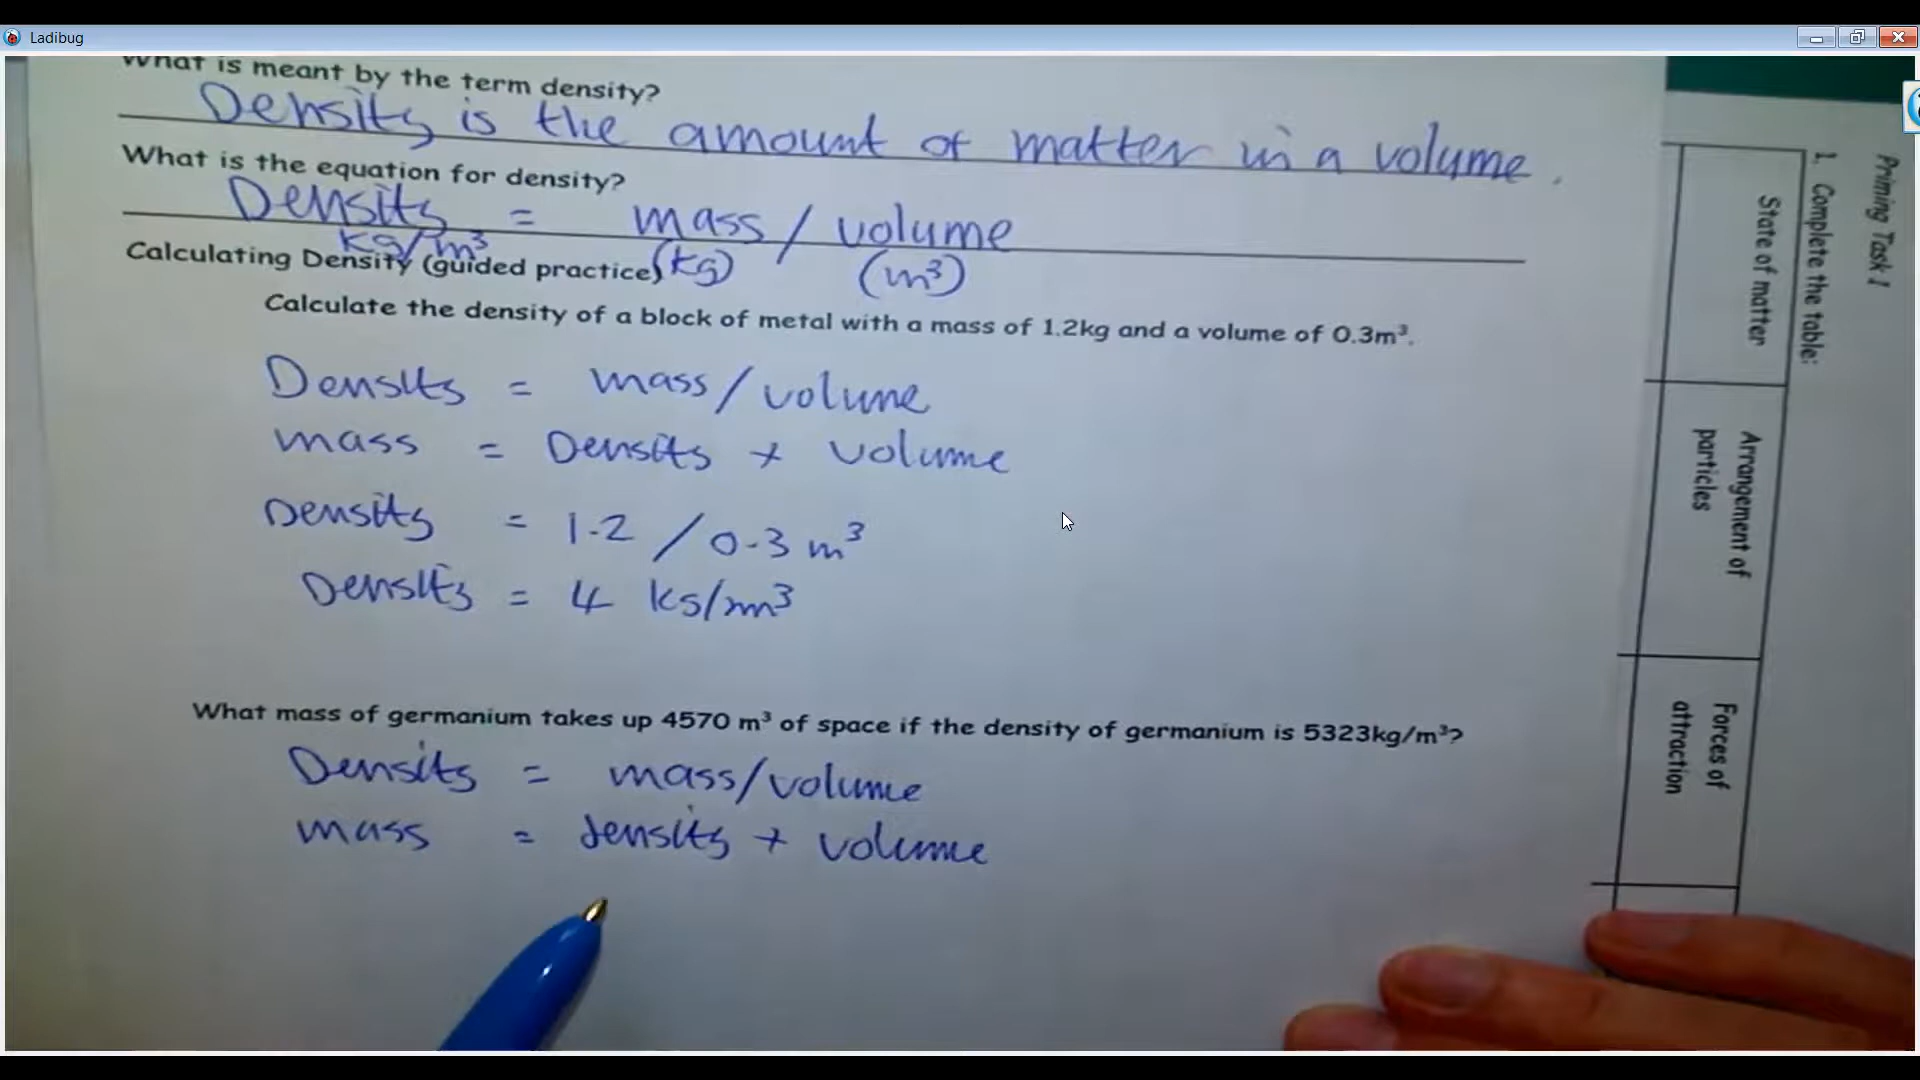 Ladibug
What is meant by the term density?
Density is the amount of matter in a volume.
What is the equation for density?
Density = mass / volume
kg/m³ (kg) (m³)
Calculating Density (guided practice)
Calculate the density of a block of metal with a mass of 1.2kg and a volume of 0.3m³.
Density = mass / volume
mass = Density × volume
Density = 1.2 / 0.3 m³
Density = 4 kg/m³
What mass of germanium takes up 4570 m³ of space if the density of germanium is 5323kg/m³?
Density = mass/volume
mass = density × volume
Priming Task 1
1. Complete the table:
State of matter
Arrangement of
particles
Forces of
attraction